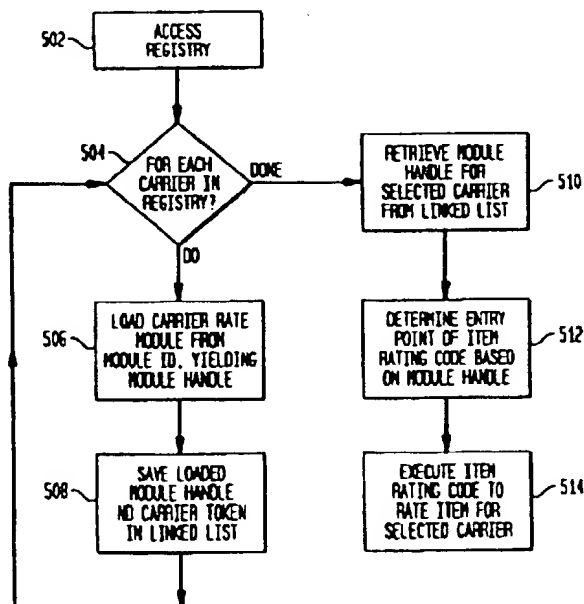 502
ACCESS
REGISTRY
504
FOR EACH
CARRIER IN
REGISTRY?
DONE
DO
506
LOAD CARRIER RATE
MODULE FROM
MODULE ID, YIELDING
MODULE HANDLE
508
SAVE LOADED
MODULE HANDLE
ND CARRIER TOKEN
IN LINKED LIST
RETRIEVE MODULE
HANDLE FOR
SELECTED CARRIER
FROM LINKED LIST
510
DETERMINE ENTRY
POINT OF ITEM
RATING CODE BASED
ON MODULE HANDLE
512
EXECUTE ITEM
RATING CODE TO
RATE ITEM FOR
SELECTED CARRIER
514